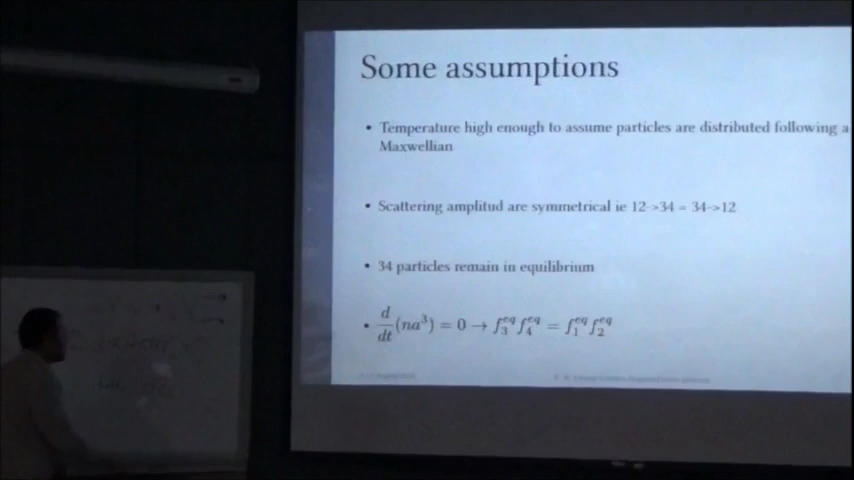 Some assumptions
• Temperature high enough to assume particles are distributed following a
Maxwellian
• Scattering amplitud are symmetrical ie 12->34 = 34->12
• 34 particles remain in equilibrium
• d/dt (na³) = 0 → f₃^eq f₄^eq = f₁^eq f₂^eq